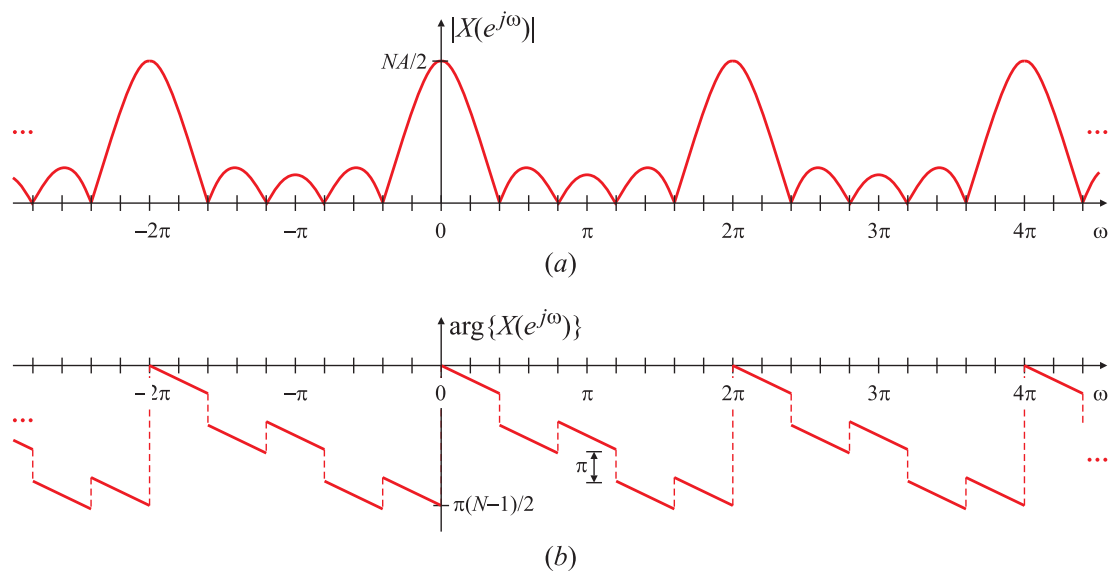 |X(e^{jω})|
NA/2
... ...
−2π −π 0 π 2π 3π 4π ω
(a)
arg{X(e^{jω})}
−2π −π 0 π 2π 3π 4π ω
... ...
π
π(N−1)/2
(b)